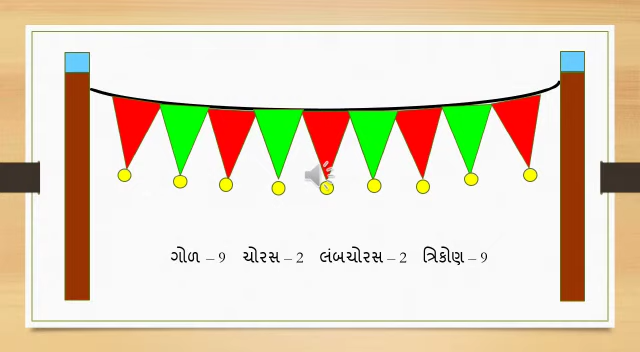 ગોળ – 9 ચોરસ – 2 લંબચોરસ – 2 ત્રિકોણ – 9